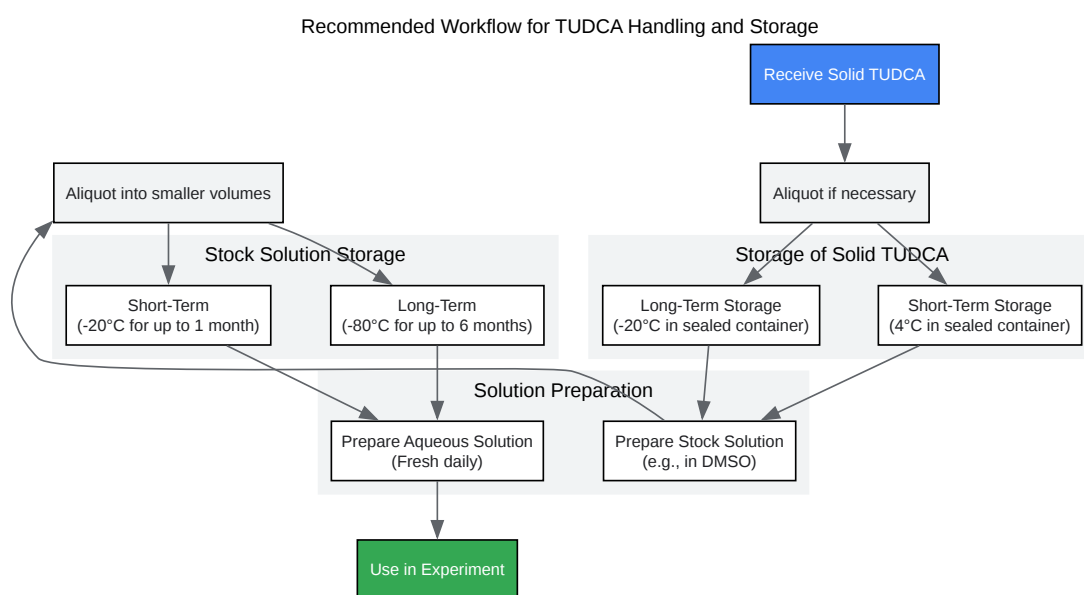 Recommended Workflow for TUDCA Handling and Storage
Receive Solid TUDCA
Aliquot into smaller volumes
Aliquot if necessary
Stock Solution Storage
Storage of Solid TUDCA
Short-Term
(-20°C for up to 1 month)
Long-Term
(-80°C for up to 6 months)
Long-Term Storage
(-20°C in sealed container)
Short-Term Storage
(4°C in sealed container)
Solution Preparation
Prepare Aqueous Solution
(Fresh daily)
Prepare Stock Solution
(e.g., in DMSO)
Use in Experiment